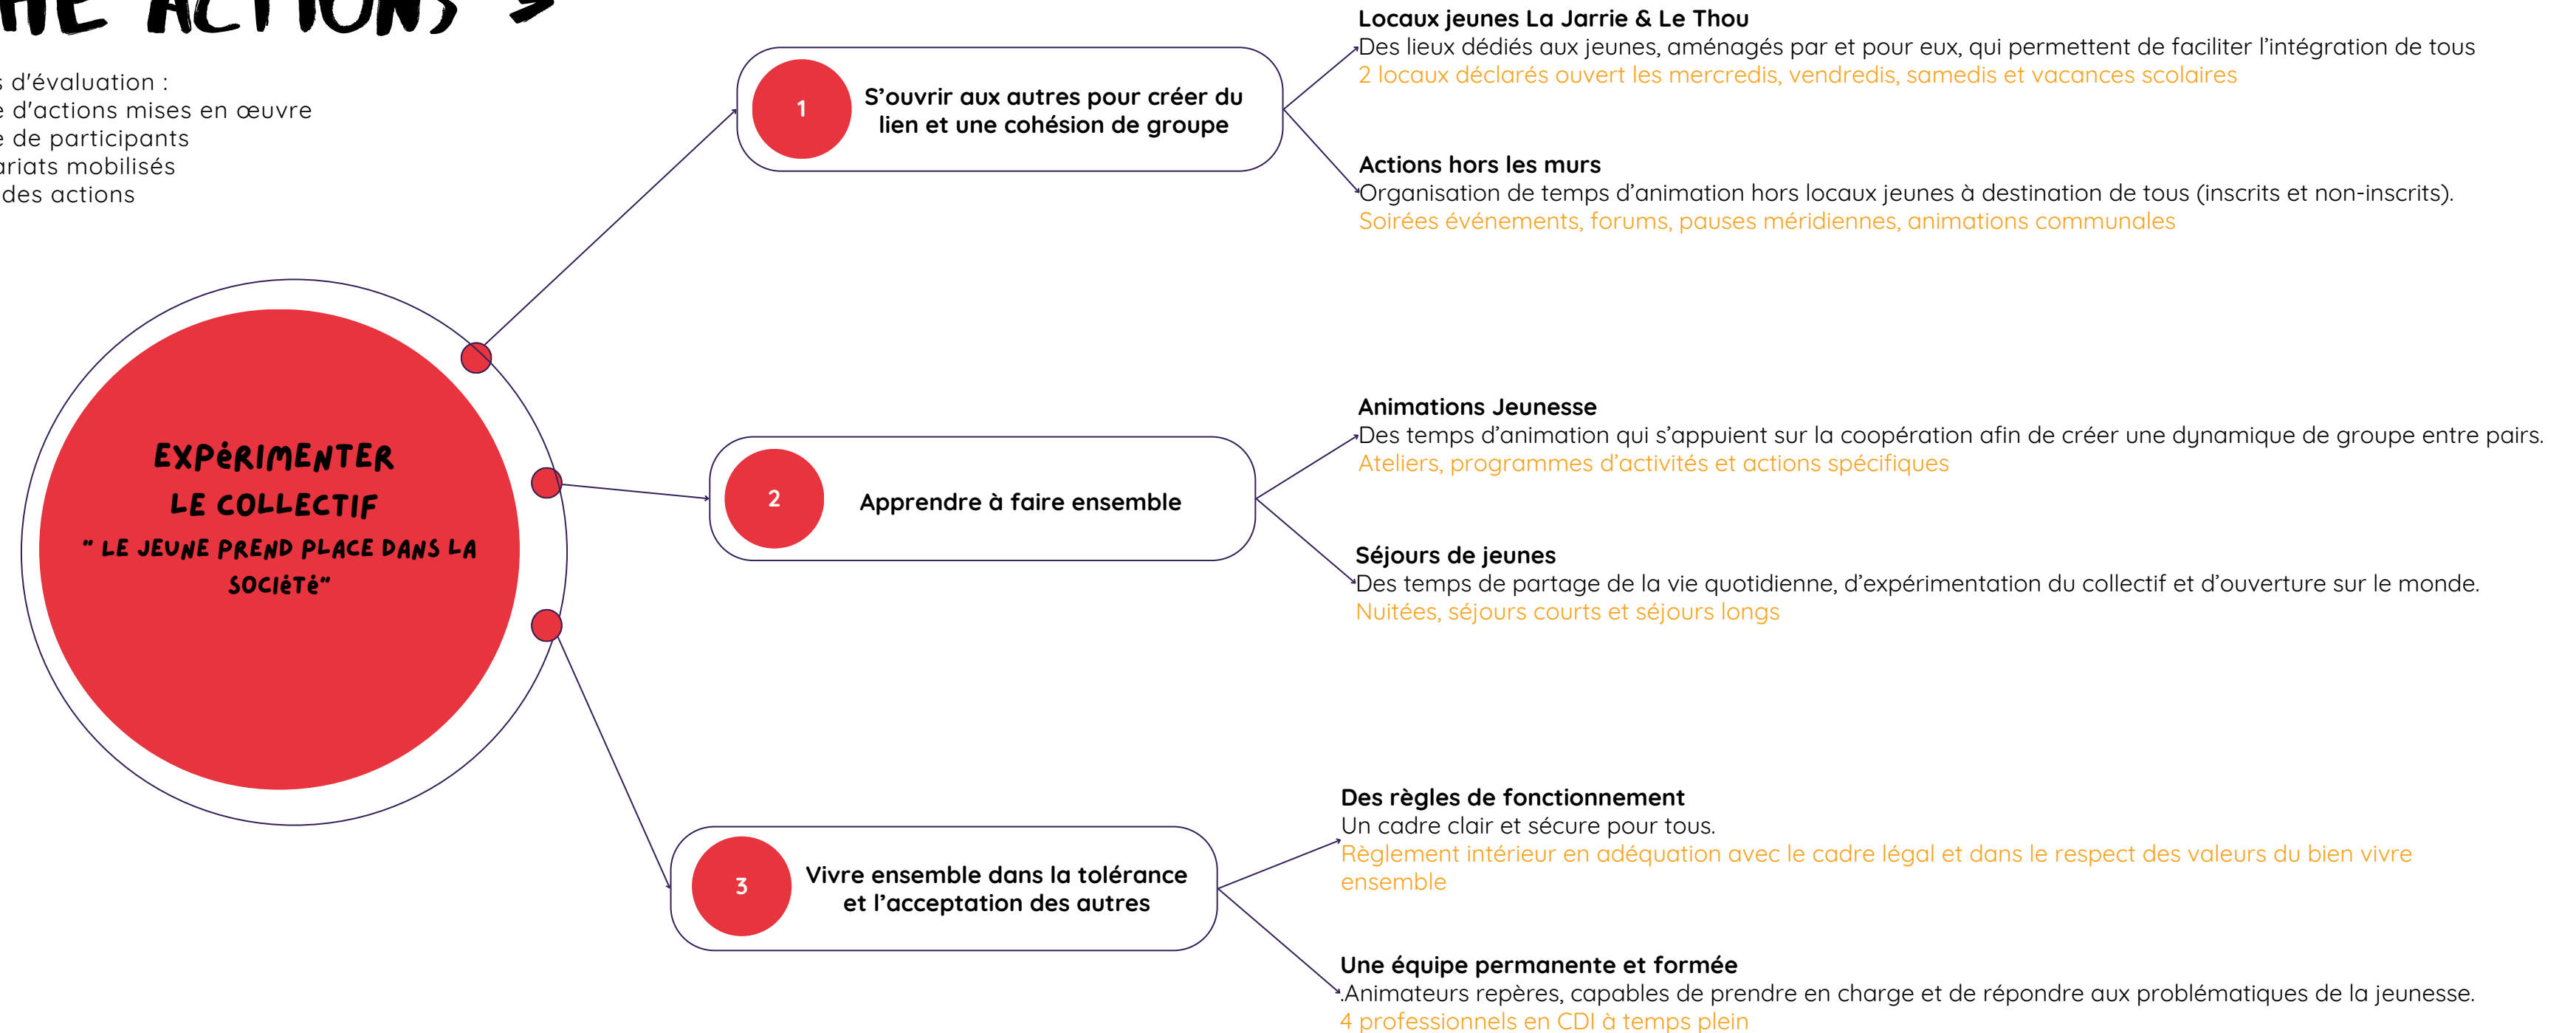 ACTIONS >
d'évaluation :
d'actions mises en œuvre
de participants
mobilisés
des actions
EXPéRIMENTER
LE COLLECTIF
" LE JEUNE PREND PLACE DANS LA
SOCIéTé"
1
S’ouvrir aux autres pour créer du
lien et une cohésion de groupe
Locaux jeunes La Jarrie & Le Thou
Des lieux dédiés aux jeunes, aménagés par et pour eux, qui permettent de faciliter l’intégration de tous
2 locaux déclarés ouvert les mercredis, vendredis, samedis et vacances scolaires
Actions hors les murs
Organisation de temps d’animation hors locaux jeunes à destination de tous (inscrits et non-inscrits).
Soirées événements, forums, pauses méridiennes, animations communales
2
Apprendre à faire ensemble
Animations Jeunesse
Des temps d’animation qui s’appuient sur la coopération afin de créer une dynamique de groupe entre pairs.
Ateliers, programmes d’activités et actions spécifiques
Séjours de jeunes
Des temps de partage de la vie quotidienne, d’expérimentation du collectif et d’ouverture sur le monde.
Nuitées, séjours courts et séjours longs
3
Vivre ensemble dans la tolérance
et l’acceptation des autres
Des règles de fonctionnement
Un cadre clair et sécure pour tous.
Règlement intérieur en adéquation avec le cadre légal et dans le respect des valeurs du bien vivre
ensemble
Une équipe permanente et formée
.Animateurs repères, capables de prendre en charge et de répondre aux problématiques de la jeunesse.
4 professionnels en CDI à temps plein